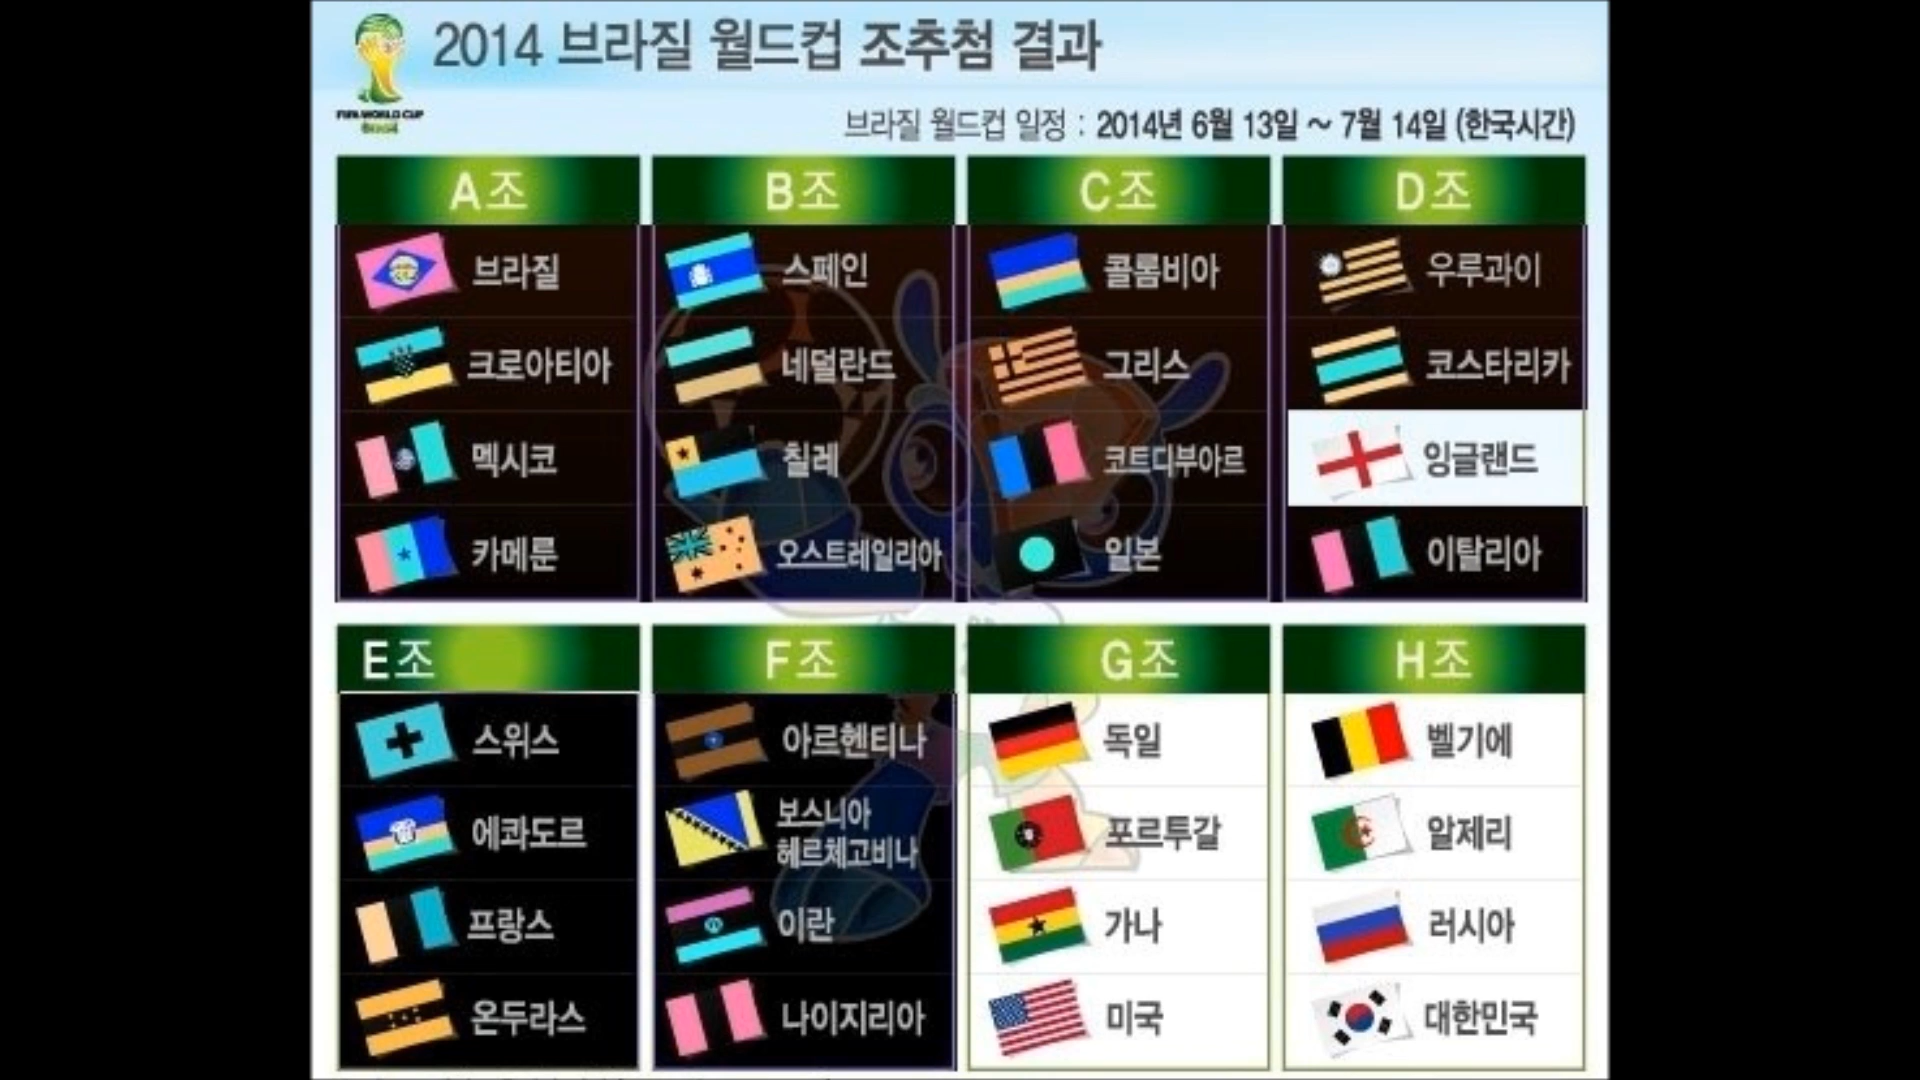 2014 브라질 월드컵 조추첨 결과
FIFA WORLD CUP
Brasil
브라질 월드컵 일정 : 2014년 6월 13일 ~ 7월 14일 (한국시간)
A조
브라질
크로아티아
멕시코
카메룬
B조
스페인
네덜란드
칠레
오스트레일리아
C조
콜롬비아
그리스
코트디부아르
일본
D조
우루과이
코스타리카
잉글랜드
이탈리아
E조
스위스
에콰도르
프랑스
온두라스
F조
아르헨티나
보스니아
헤르체고비나
이란
나이지리아
G조
독일
포르투갈
가나
미국
H조
벨기에
알제리
러시아
대한민국